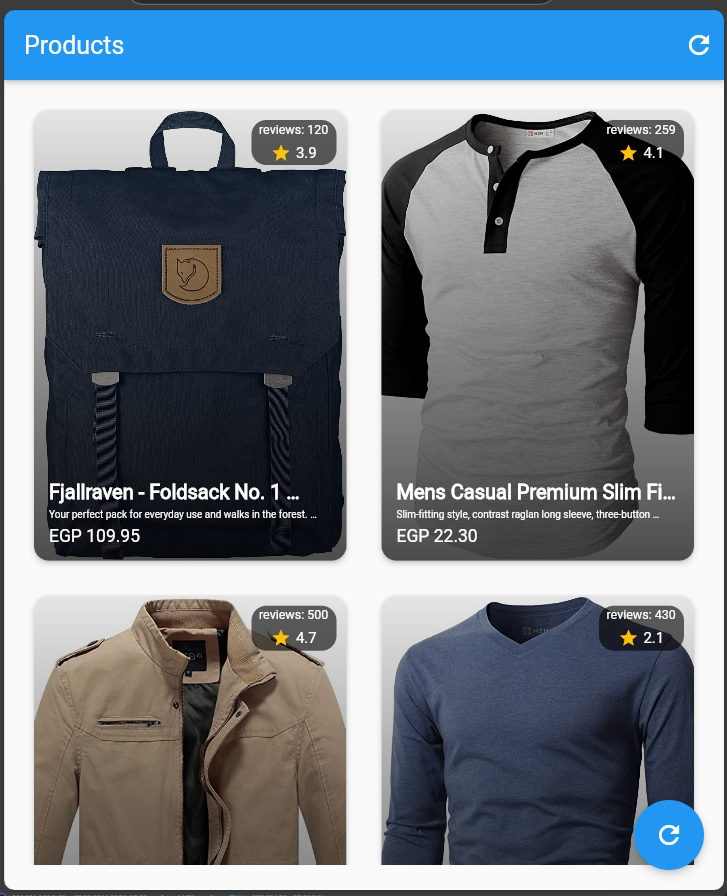 Products
reviews: 120
3.9
Fjallraven - Foldsack No. 1 ...
Your perfect pack for everyday use and walks in the forest. ...
EGP 109.95
reviews: 259
4.1
Mens Casual Premium Slim Fi...
Slim-fitting style, contrast raglan long sleeve, three-button ...
EGP 22.30
reviews: 500
4.7
reviews: 430
2.1